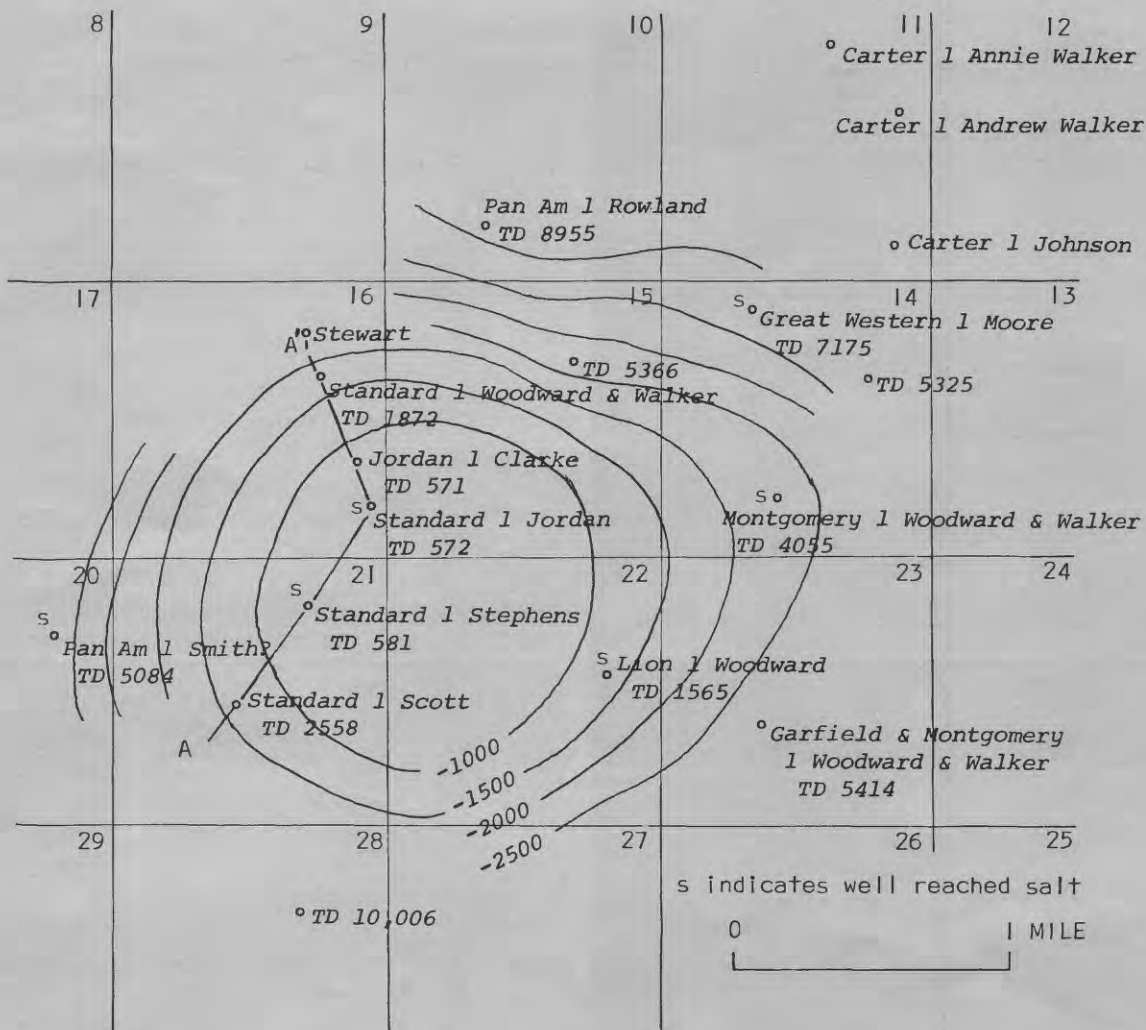 8
9
10
11
12
Carter 1 Annie Walker
Carter 1 Andrew Walker
Pan Am 1 Rowland
TD 8955
Carter 1 Johnson
17
16
15
14
13
S
Great Western 1 Moore
TD 7175
A'
Stewart
TD 5366
TD 5325
Standard 1 Woodward & Walker
TD 1872
Jordan 1 Clarke
TD 571
S
Standard 1 Jordan
TD 572
S
Montgomery 1 Woodward & Walker
TD 4055
20
21
22
23
24
S
Pan Am 1 Smith?
TD 5084
S
Standard 1 Stephens
TD 581
S
Lion 1 Woodward
TD 1565
Standard 1 Scott
TD 2558
A
Garfield & Montgomery
1 Woodward & Walker
TD 5414
-1000
-1500
-2000
-2500
29
28
27
26
25
s indicates well reached salt
TD 10,006
0
1 MILE